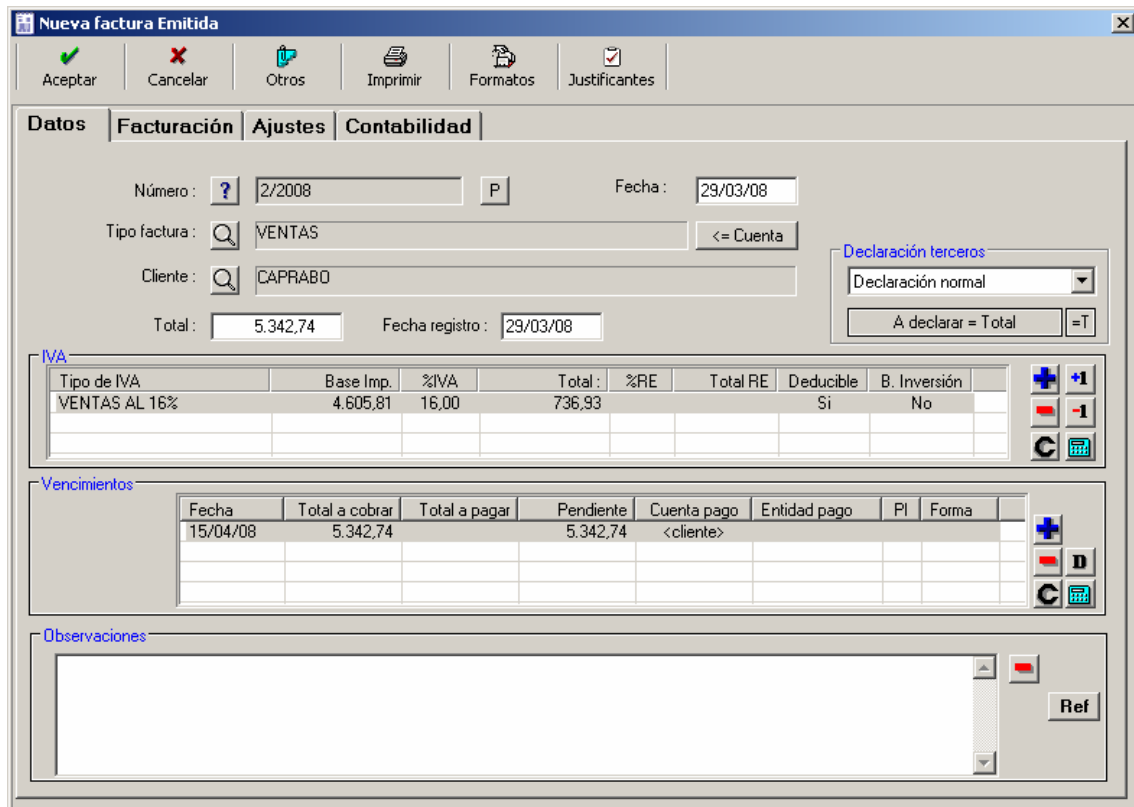 Nueva factura Emitida
Aceptar Cancelar Otros Imprimir Formatos Justificantes
Datos Facturación Ajustes Contabilidad
Número : ? 2/2008 P Fecha : 29/03/08
Tipo factura : VENTAS <= Cuenta
Declaración terceros
Cliente : CAPRABO Declaración normal
Total : 5.342,74 Fecha registro : 29/03/08 A declarar = Total =T
IVA
Tipo de IVA Base Imp. %IVA Total : %RE Total RE Deducible B. Inversión +1
VENTAS AL 16% 4.605,81 16,00 736,93 Si No -1
C
Vencimientos
Fecha Total a cobrar Total a pagar Pendiente Cuenta pago Entidad pago PI Forma
15/04/08 5.342,74 5.342,74 <cliente>
D
C
Observaciones
Ref